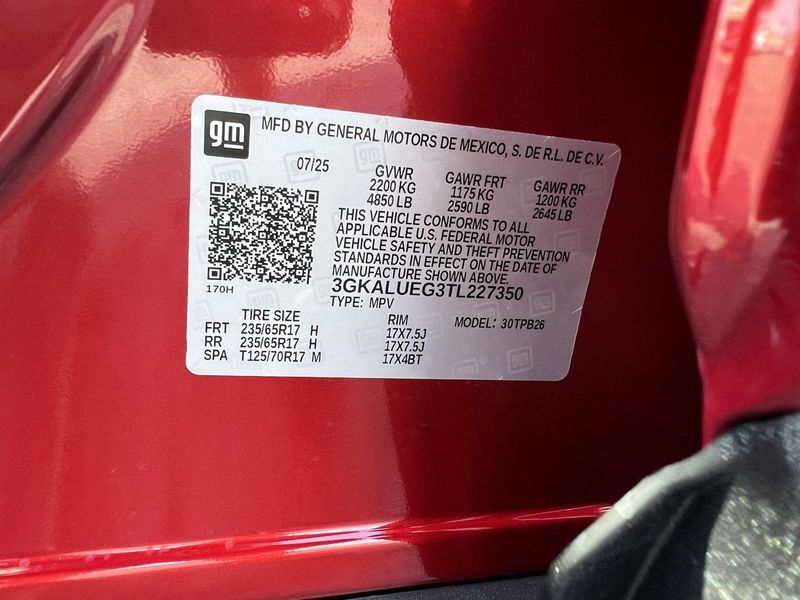 gm MFD BY GENERAL MOTORS DE MEXICO, S. DE R.L. DE C.V.
07/25 GVWR GAWR FRT GAWR RR
2200 KG 1175 KG 1200 KG
4850 LB 2590 LB 2645 LB
THIS VEHICLE CONFORMS TO ALL
APPLICABLE U.S. FEDERAL MOTOR
VEHICLE SAFETY AND THEFT PREVENTION
STANDARDS IN EFFECT ON THE DATE OF
MANUFACTURE SHOWN ABOVE.
170H 3GKALUEG3TL227350
TYPE: MPV
TIRE SIZE RIM MODEL: 30TPB26
FRT 235/65R17 H 17X7.5J
RR 235/65R17 H 17X7.5J
SPA T125/70R17 M 17X4BT